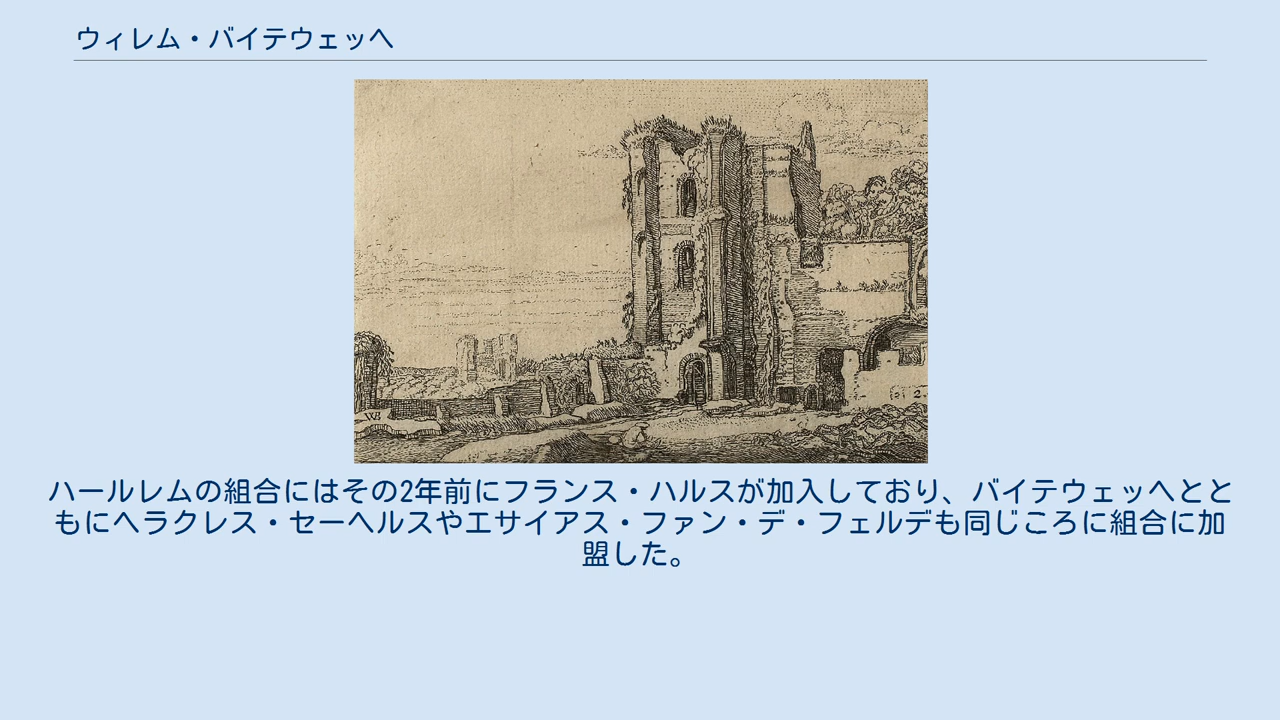 ウィレム・バイテウェッヘ
ハールレムの組合にはその2年前にフランス・ハルスが加入しており、バイテウェッヘとと
もにヘラクレス・セーヘルスやエサイアス・ファン・デ・フェルデも同じころに組合に加
盟した。